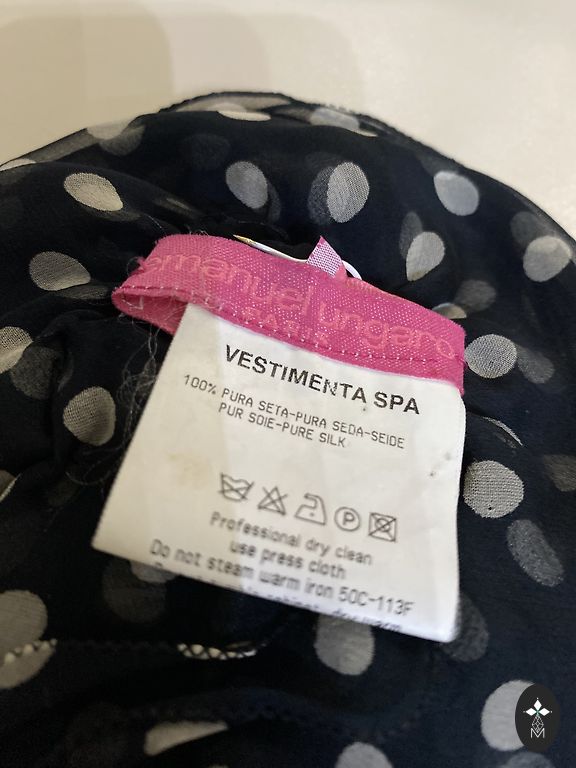 emanuel ungaro
PARIS
VESTIMENTA SPA
100% PURA SETA-PURA SEDA-SEIDE
PUR SOIE-PURE SILK
P
Professional dry clean
use press cloth
Do not steam warm iron 50C-113F
M